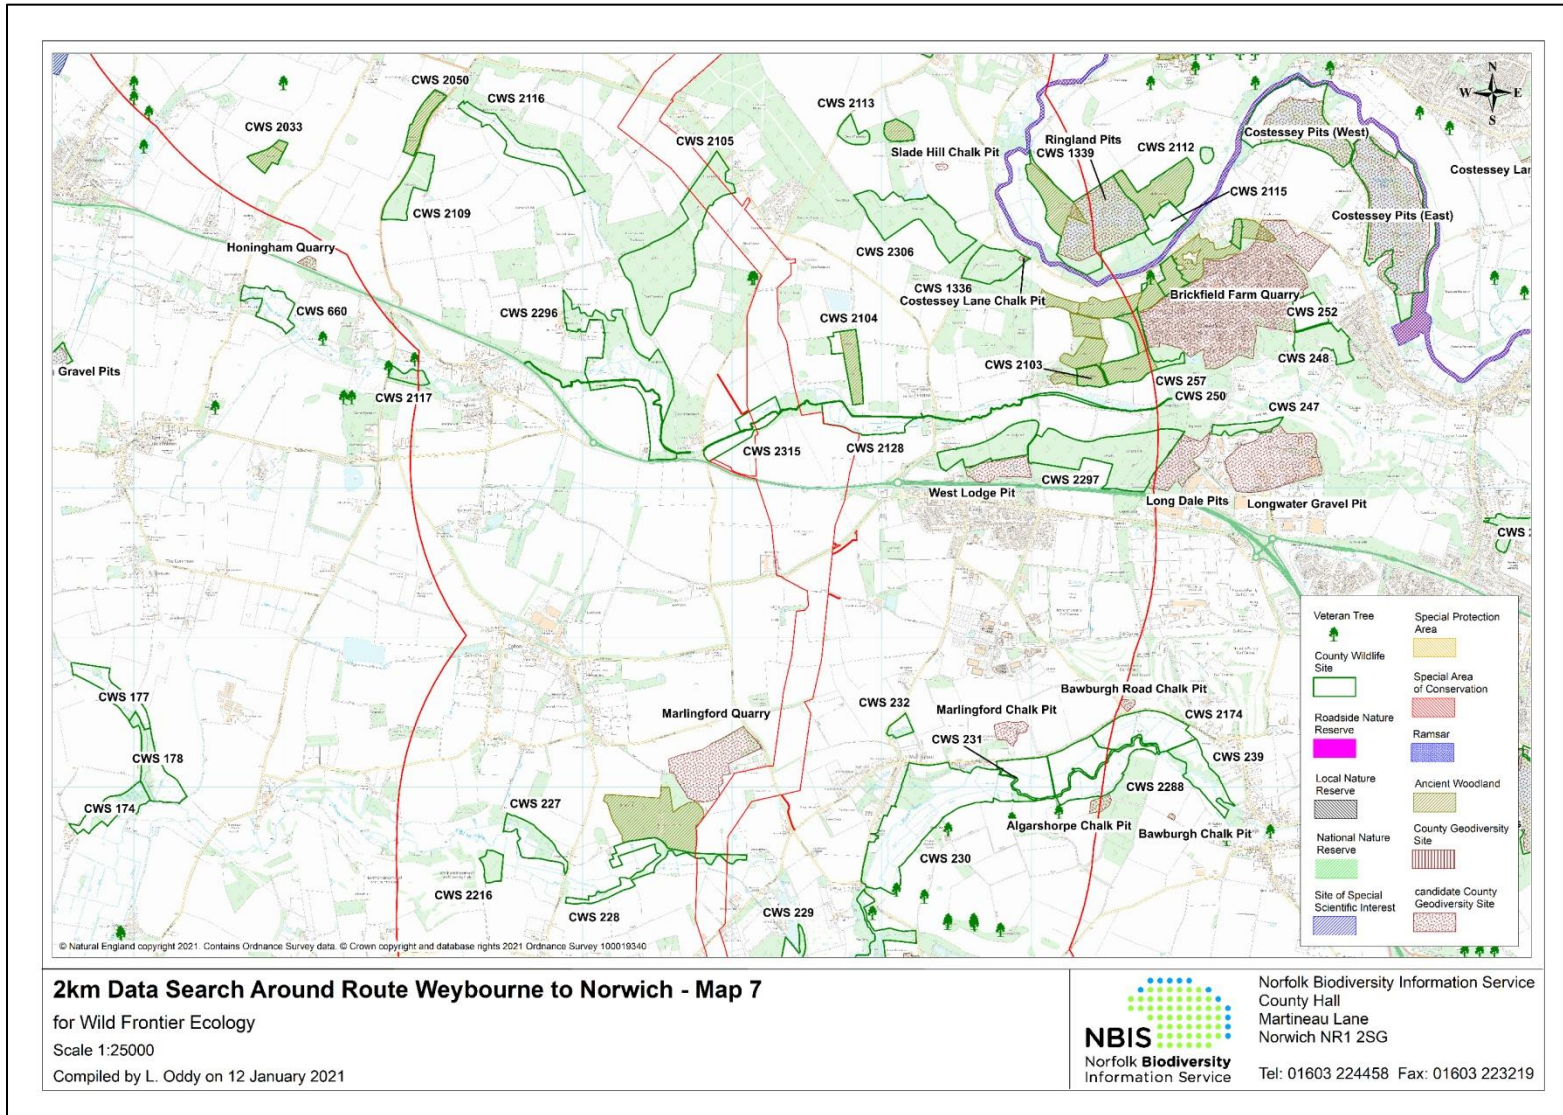 CWS 2050
CWS 2116
CWS 2033
CWS 2113
N
W E
S
Ringland Pits
CWS 1339
CWS 2112
Costessey Pits (West)
CWS 2105
Slade Hill Chalk Pit
Costessey Lan
CWS 2115
CWS 2109
Costessey Pits (East)
Honingham Quarry
CWS 2306
CWS 1336
Costessey Lane Chalk Pit
Brickfield Farm Quarry
CWS 660
CWS 2296
CWS 2104
CWS 252
CWS 248
Gravel Pits
CWS 2103
CWS 257
CWS 250
CWS 2117
CWS 247
CWS 2315
CWS 2128
CWS 2297
West Lodge Pit
Long Dale Pits
Longwater Gravel Pit
CWS 2
Veteran Tree
County Wildlife
Site
Roadside Nature
Reserve
Local Nature
Reserve
National Nature
Reserve
Site of Special
Scientific Interest
Special Protection
Area
Special Area
of Conservation
Ramsar
Ancient Woodland
County Geodiversity
Site
candidate County
Geodiversity Site
CWS 177
CWS 178
CWS 174
Marlingford Quarry
CWS 232
Marlingford Chalk Pit
Bawburgh Road Chalk Pit
CWS 2174
CWS 231
CWS 239
CWS 227
CWS 2288
Algarshorpe Chalk Pit
Bawburgh Chalk Pit
CWS 230
CWS 2216
CWS 228
CWS 229
© Natural England copyright 2021. Contains Ordnance Survey data. © Crown copyright and database rights 2021 Ordnance Survey 100019340
2km Data Search Around Route Weybourne to Norwich - Map 7
for Wild Frontier Ecology
Scale 1:25000
Compiled by L. Oddy on 12 January 2021
NBIS
Norfolk Biodiversity
Information Service
Norfolk Biodiversity Information Service
County Hall
Martineau Lane
Norwich NR1 2SG
Tel: 01603 224458 Fax: 01603 223219